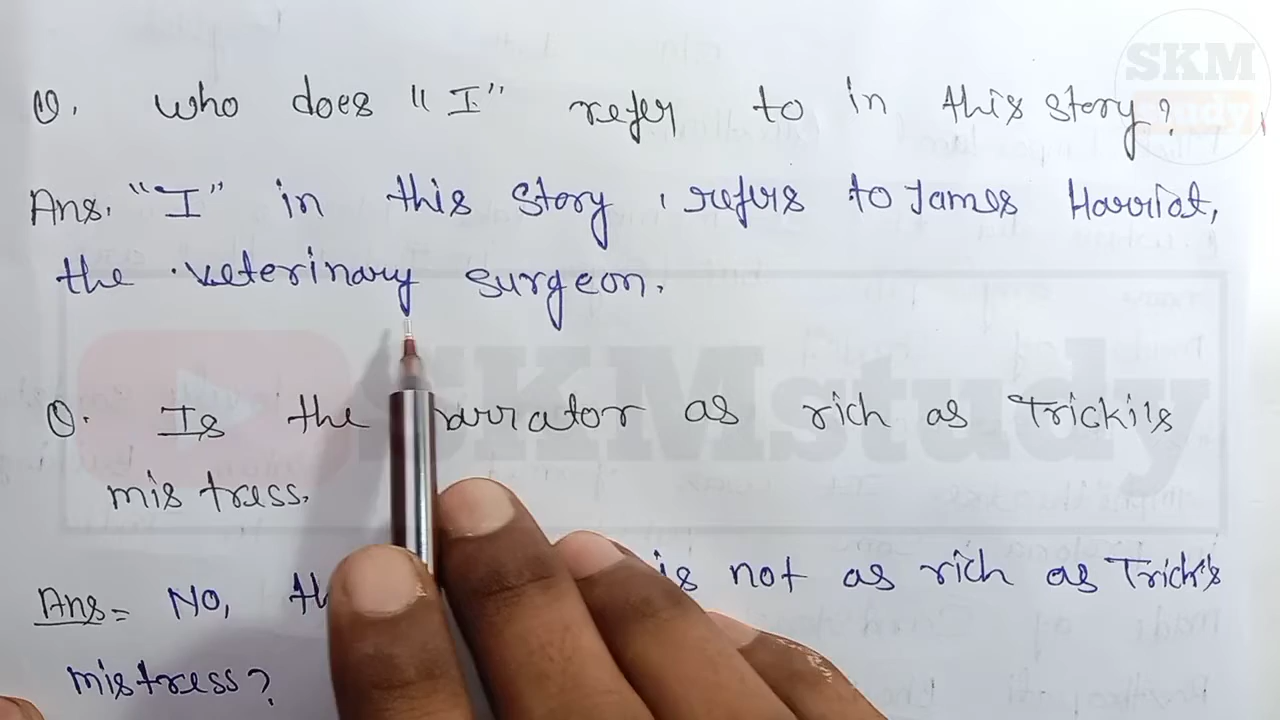 SKM
study
Q. Who does "I" refer to in this story?
Ans. "I" in this story, refers to James Harriot,
the veterinary surgeon.
SKMstudy
Q. Is the narrator as rich as Tricki's
mistress.
Ans = No, is not as rich as Trick's
mistress?